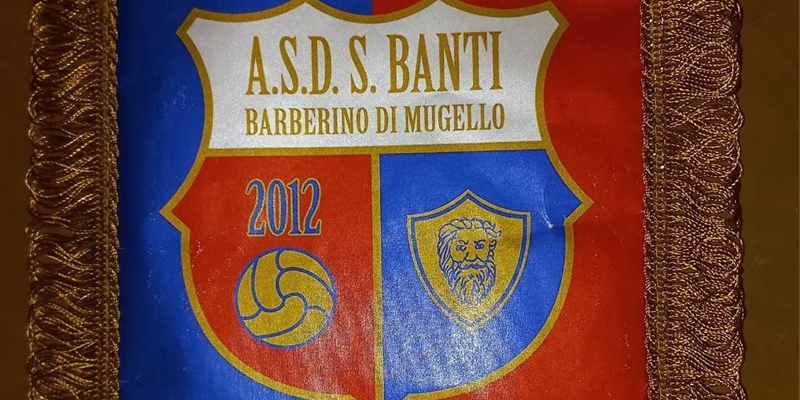 A.S.D. S. BANTI
BARBERINO DI MUGELLO
2012